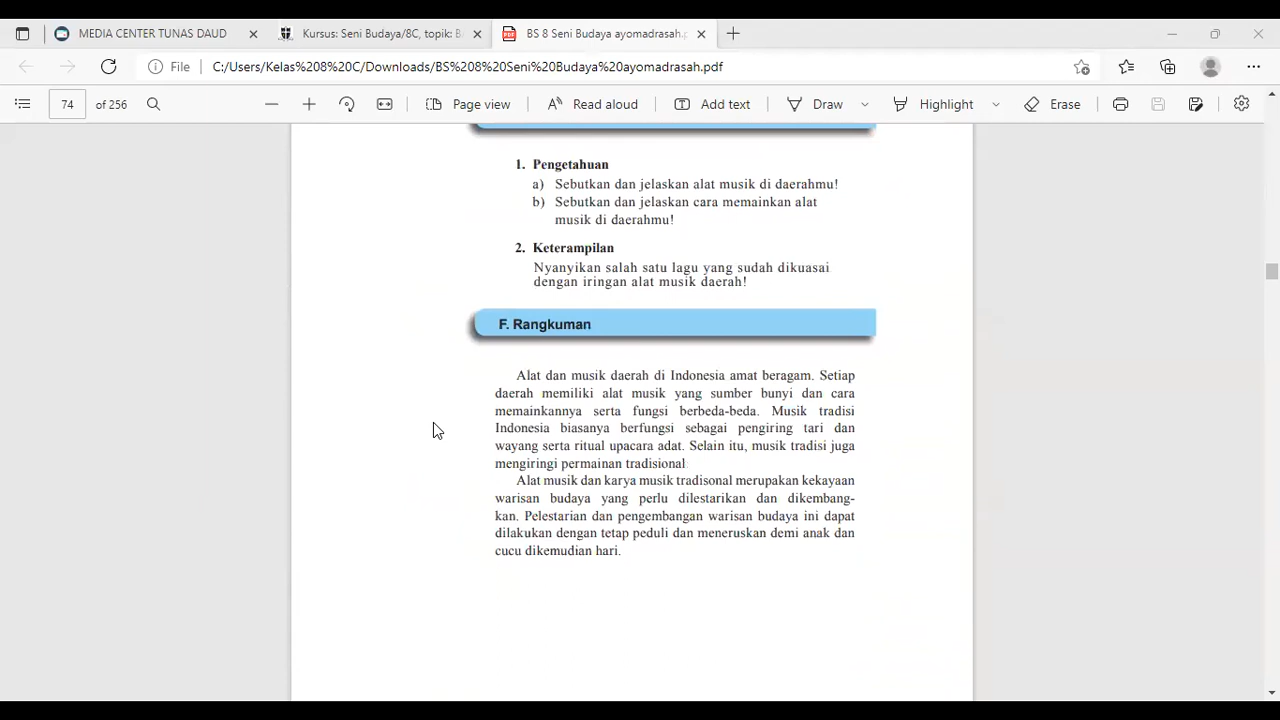 MEDIA CENTER TUNAS DAUD
Kursus: Seni Budaya/8C, topik: B
BS 8 Seni Budaya ayomadrasah.p
File
C:/Users/Kelas%208%20C/Downloads/BS%208%20Seni%20Budaya%20ayomadrasah.pdf
74 of 256
Page view
Read aloud
Add text
Draw
Highlight
Erase
1. Pengetahuan
a) Sebutkan dan jelaskan alat musik di daerahmu!
b) Sebutkan dan jelaskan cara memainkan alat
musik di daerahmu!
2. Keterampilan
Nyanyikan salah satu lagu yang sudah dikuasai
dengan iringan alat musik daerah!
F. Rangkuman
Alat dan musik daerah di Indonesia amat beragam. Setiap
daerah memiliki alat musik yang sumber bunyi dan cara
memainkannya serta fungsi berbeda-beda. Musik tradisi
Indonesia biasanya berfungsi sebagai pengiring tari dan
wayang serta ritual upacara adat. Selain itu, musik tradisi juga
mengiringi permainan tradisional.
Alat musik dan karya musik tradisonal merupakan kekayaan
warisan budaya yang perlu dilestarikan dan dikembang-
kan. Pelestarian dan pengembangan warisan budaya ini dapat
dilakukan dengan tetap peduli dan meneruskan demi anak dan
cucu dikemudian hari.